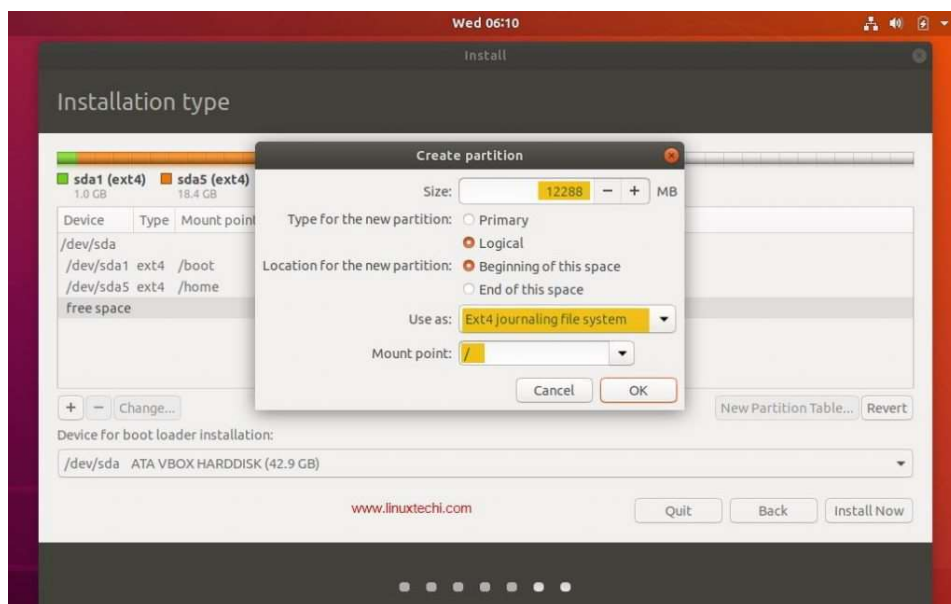 Wed 06:10
Install
Installation type
Create partition
Size: 12288 − + MB
Type for the new partition: Primary
Logical
Location for the new partition: Beginning of this space
End of this space
Use as: Ext4 journaling file system
Mount point: /
Cancel OK
sda1 (ext4) sda5 (ext4)
1.0 GB 18.4 GB
Device Type Mount point
/dev/sda
/dev/sda1 ext4 /boot
/dev/sda5 ext4 /home
free space
+ − Change... New Partition Table... Revert
Device for boot loader installation:
/dev/sda ATA VBOX HARDDISK (42.9 GB)
www.linuxtechi.com
Quit Back Install Now